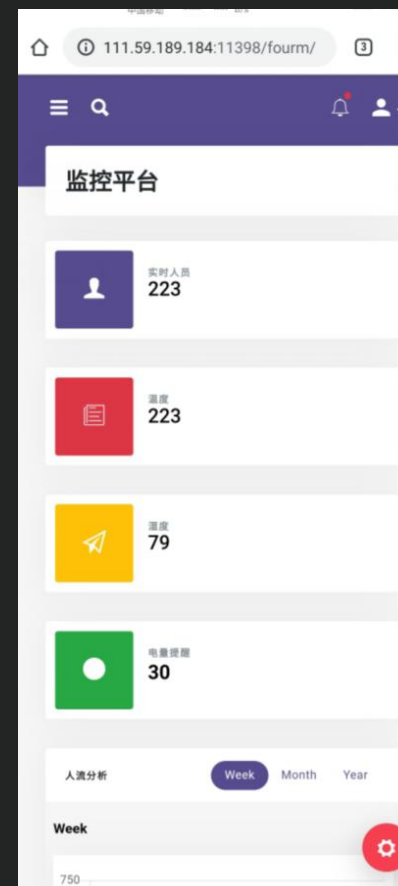 111.59.189.184:11398/fourm/
3
监控平台
实时人员
223
温度
223
湿度
79
电量提醒
30
人流分析 Week Month Year
Week
750